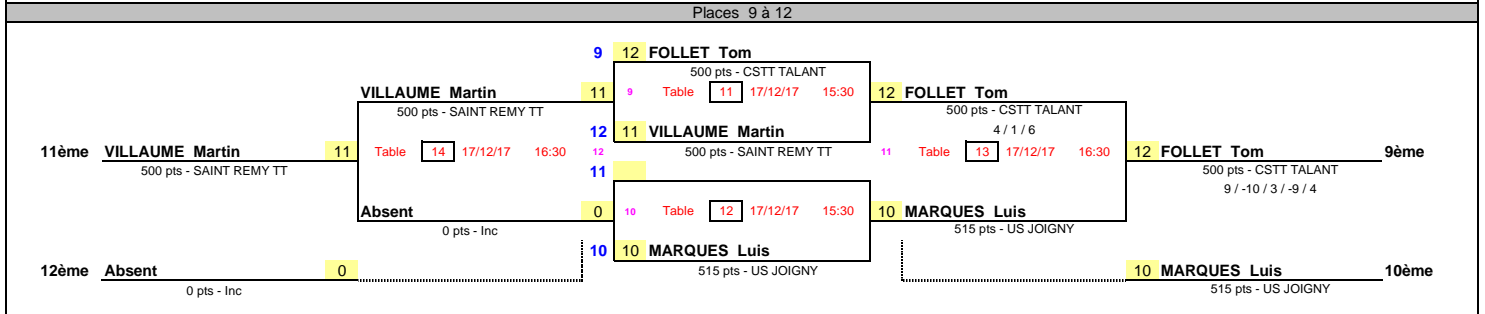 Places 9 à 12
9 12 FOLLET Tom
500 pts - CSTT TALANT
VILLAUME Martin 11 9 Table 11 17/12/17 15:30 12 FOLLET Tom
500 pts - SAINT REMY TT 500 pts - CSTT TALANT
12 11 VILLAUME Martin 4 / 1 / 6
11ème VILLAUME Martin 11 Table 14 17/12/17 16:30 12 500 pts - SAINT REMY TT 11 Table 13 17/12/17 16:30 12 FOLLET Tom 9ème
500 pts - SAINT REMY TT 11 500 pts - CSTT TALANT
9 / -10 / 3 / -9 / 4
Absent 0 10 Table 12 17/12/17 15:30 10 MARQUES Luis
0 pts - Inc 515 pts - US JOIGNY
10 10 MARQUES Luis
12ème Absent 0 515 pts - US JOIGNY 10 MARQUES Luis 10ème
0 pts - Inc 515 pts - US JOIGNY